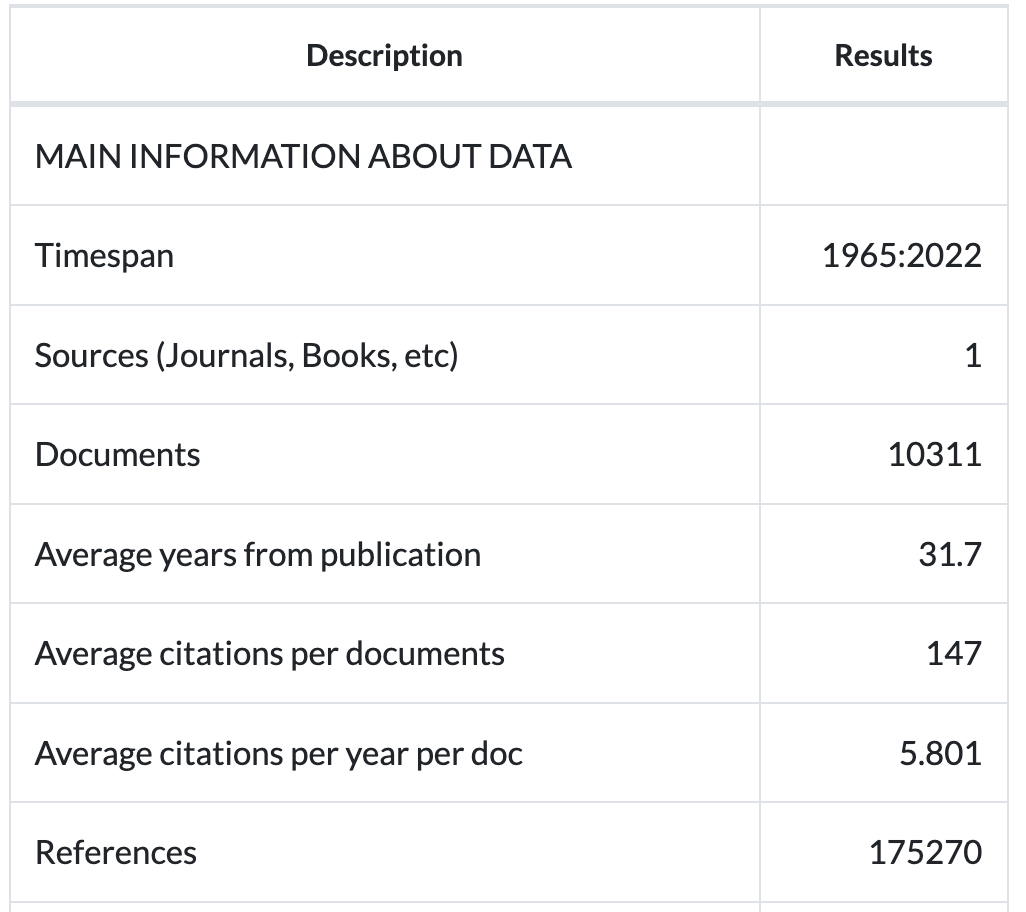 Description Results
MAIN INFORMATION ABOUT DATA
Timespan 1965:2022
Sources (Journals, Books, etc) 1
Documents 10311
Average years from publication 31.7
Average citations per documents 147
Average citations per year per doc 5.801
References 175270